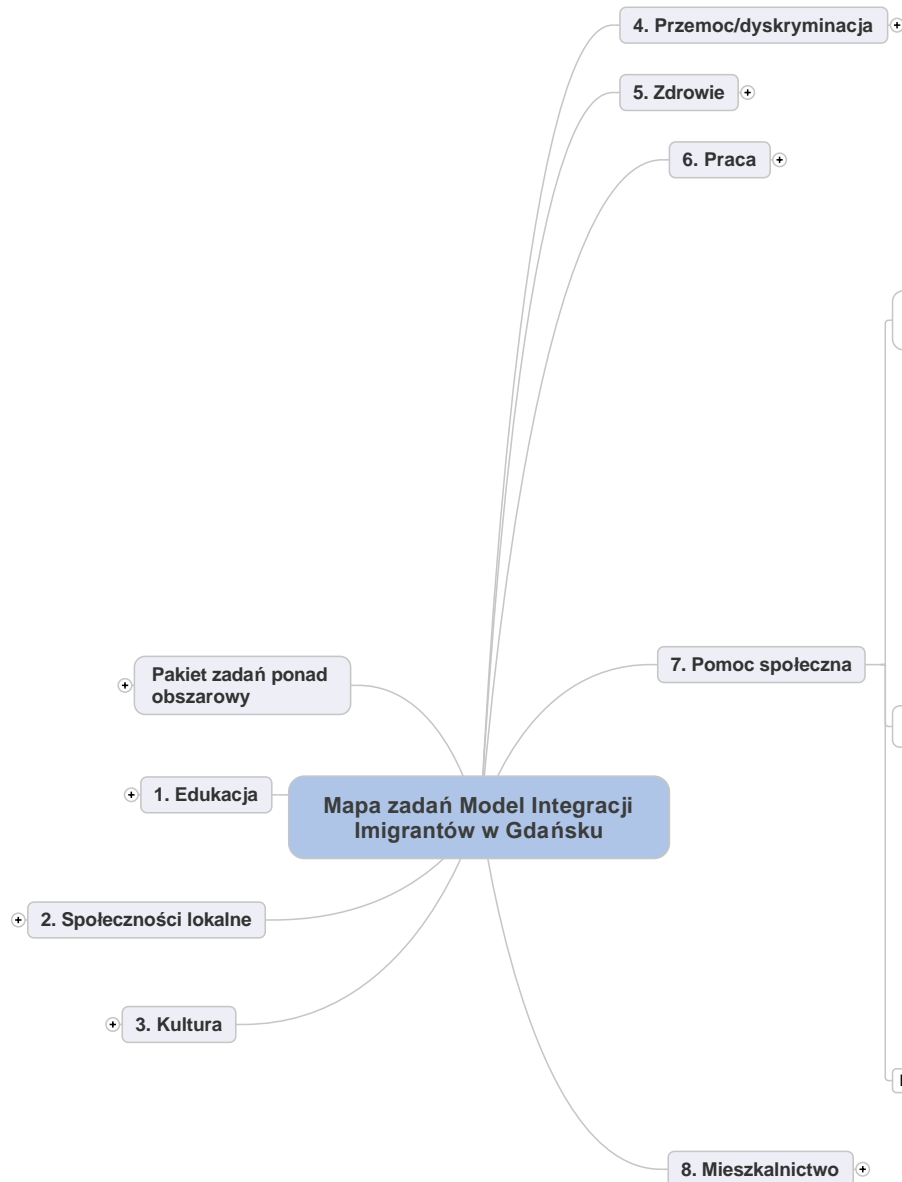 4. Przemoc/dyskryminacja
5. Zdrowie
6. Praca
7. Pomoc społeczna
Pakiet zadań ponad
obszarowy
1. Edukacja
Mapa zadań Model Integracji
Imigrantów w Gdańsku
2. Społeczności lokalne
3. Kultura
8. Mieszkalnictwo